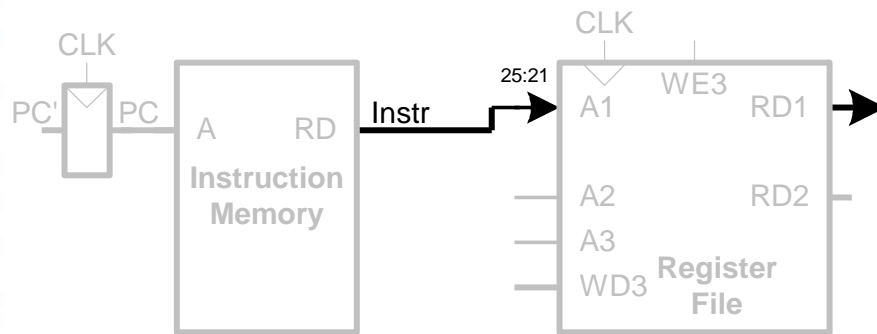 CLK
CLK
25:21
WE3
PC'
PC
A
RD
Instr
A1
RD1
Instruction
Memory
A2
RD2
A3
WD3
Register
File